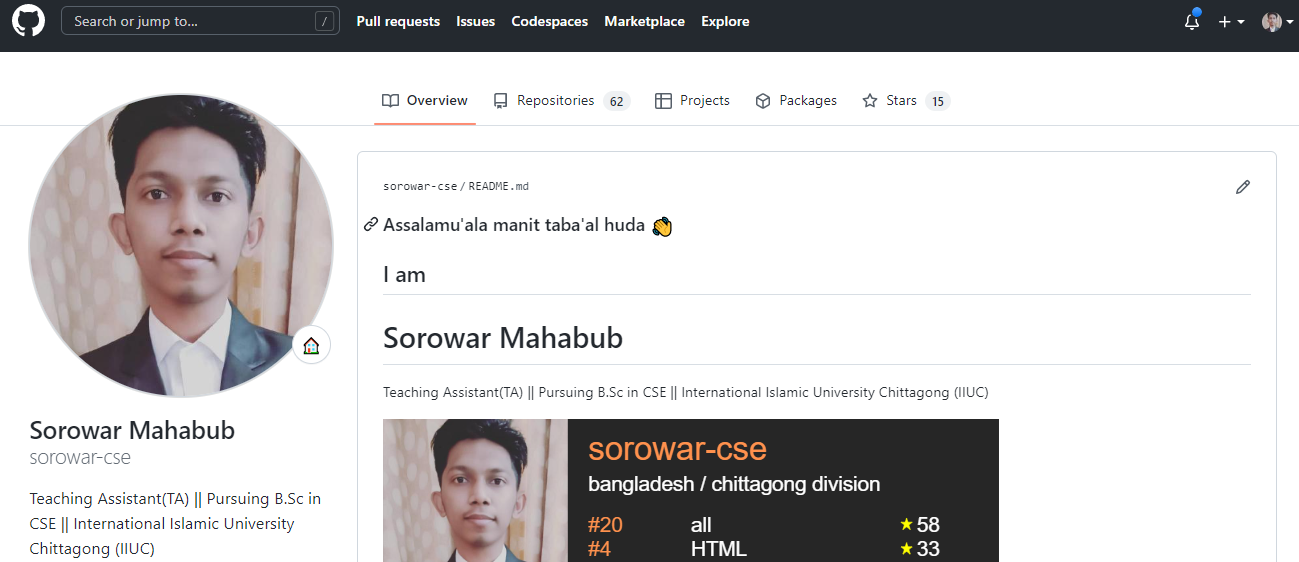 Search or jump to... /
Pull requests Issues Codespaces Marketplace Explore
Overview Repositories 62 Projects Packages Stars 15
sorowar-cse / README.md
Assalamu'ala manit taba'al huda 👏
I am
Sorowar Mahabub
Teaching Assistant(TA) || Pursuing B.Sc in CSE || International Islamic University Chittagong (IIUC)
sorowar-cse
bangladesh / chittagong division
#20 all ★ 58
#4 HTML ★ 33
Sorowar Mahabub
sorowar-cse
Teaching Assistant(TA) || Pursuing B.Sc in
CSE || International Islamic University
Chittagong (IIUC)